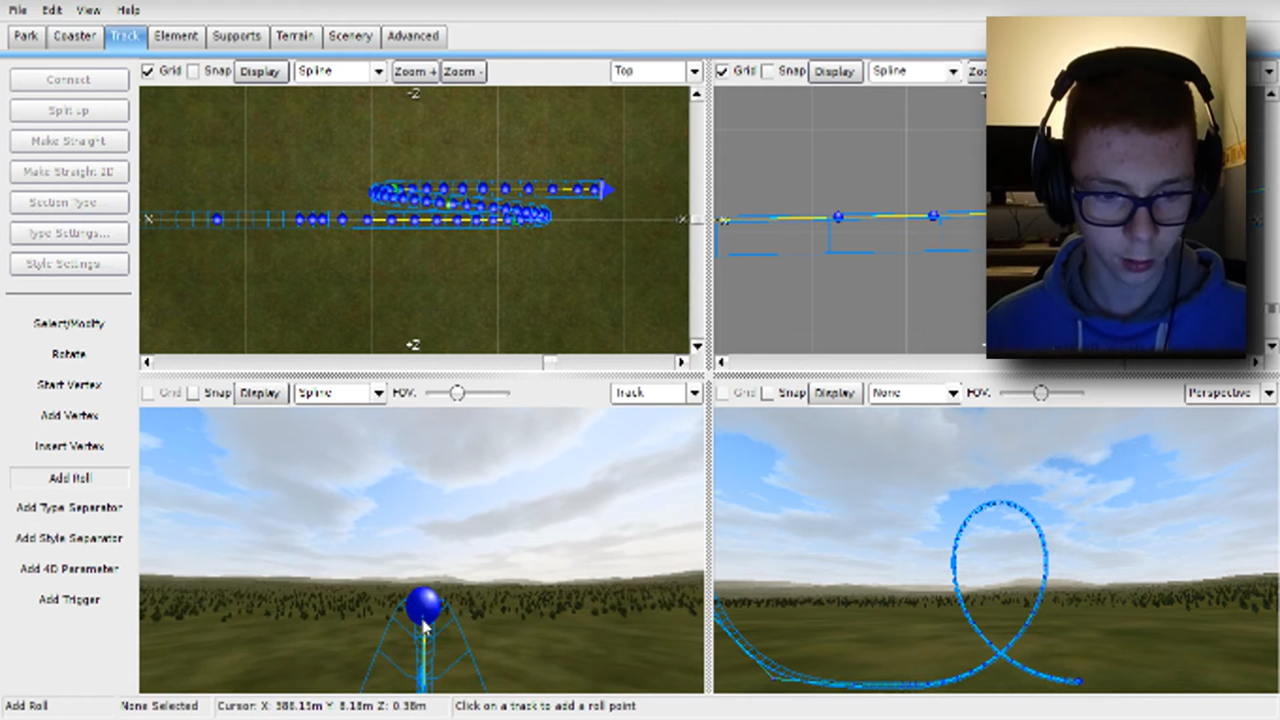 File Edit View Help
Park Coaster Track Element Supports Terrain Scenery Advanced
Grid Snap Display Spline Zoom + Zoom - Top
Grid Snap Display Spline
Connect
Split up
Make Straight
Make Straight 2D
Section Type...
Type Settings...
Style Settings...
Select/Modify
Rotate
Start Vertex
Add Vertex
Insert Vertex
Add Roll
Add Type Separator
Add Style Separator
Add 4D Parameter
Add Trigger
-2
+2
Grid Snap Display Spline FOV: Track
Grid Snap Display None FOV: Perspective
Add Roll None Selected Cursor: X: 386.15m Y: 8.18m Z: 0.38m Click on a track to add a roll point